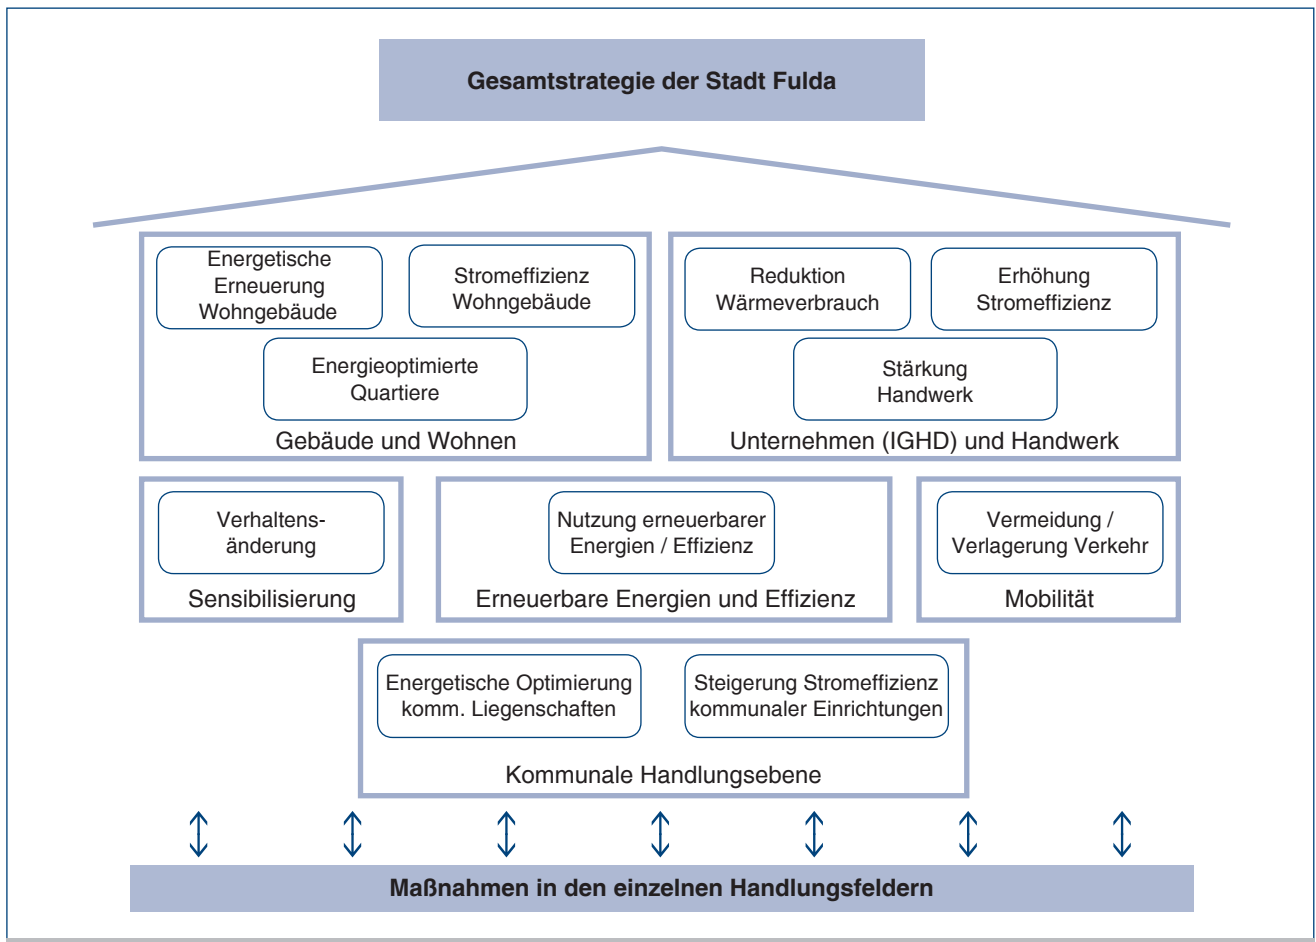 Gesamtstrategie der Stadt Fulda
Energetische
Erneuerung
Wohngebäude
Stromeffizienz
Wohngebäude
Energieoptimierte
Quartiere
Gebäude und Wohnen
Reduktion
Wärmeverbrauch
Erhöhung
Stromeffizienz
Stärkung
Handwerk
Unternehmen (IGHD) und Handwerk
Verhaltens-
änderung
Sensibilisierung
Nutzung erneuerbarer
Energien / Effizienz
Erneuerbare Energien und Effizienz
Vermeidung /
Verlagerung Verkehr
Mobilität
Energetische Optimierung
komm. Liegenschaften
Steigerung Stromeffizienz
kommunaler Einrichtungen
Kommunale Handlungsebene
Maßnahmen in den einzelnen Handlungsfeldern